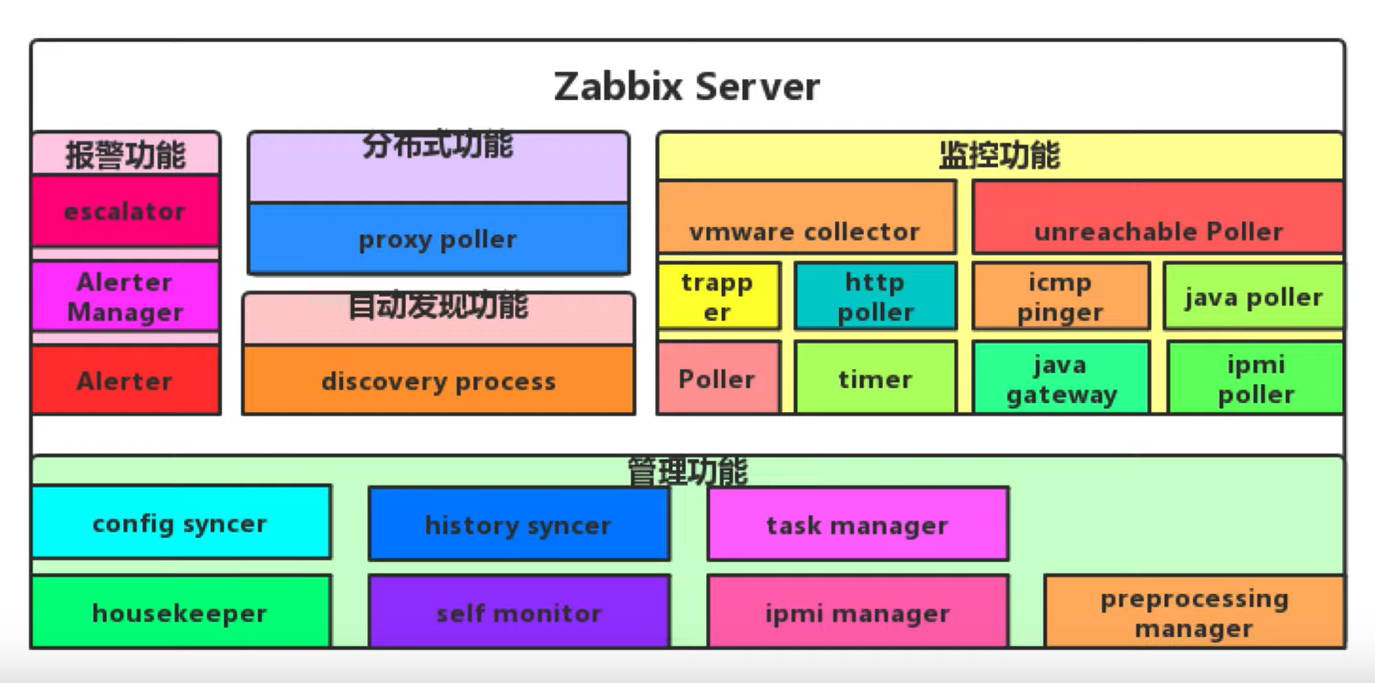 Zabbix Server
报警功能
escalator
Alerter
Manager
Alerter
分布式功能
proxy poller
自动发现功能
discovery process
监控功能
vmware collector
unreachable Poller
trapp
er
http
poller
icmp
pinger
java poller
Poller
timer
java
gateway
ipmi
poller
管理功能
config syncer
history syncer
task manager
housekeeper
self monitor
ipmi manager
preprocessing
manager